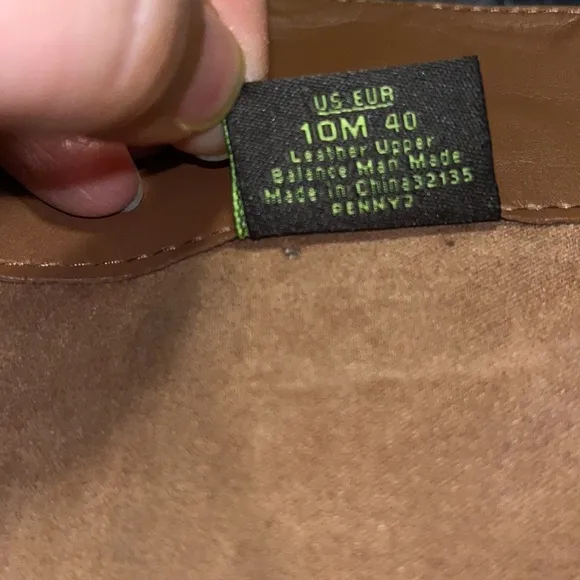 US EUR
10M 40
Leather Upper
Balance Man Made
Made in China32135
PENNY2